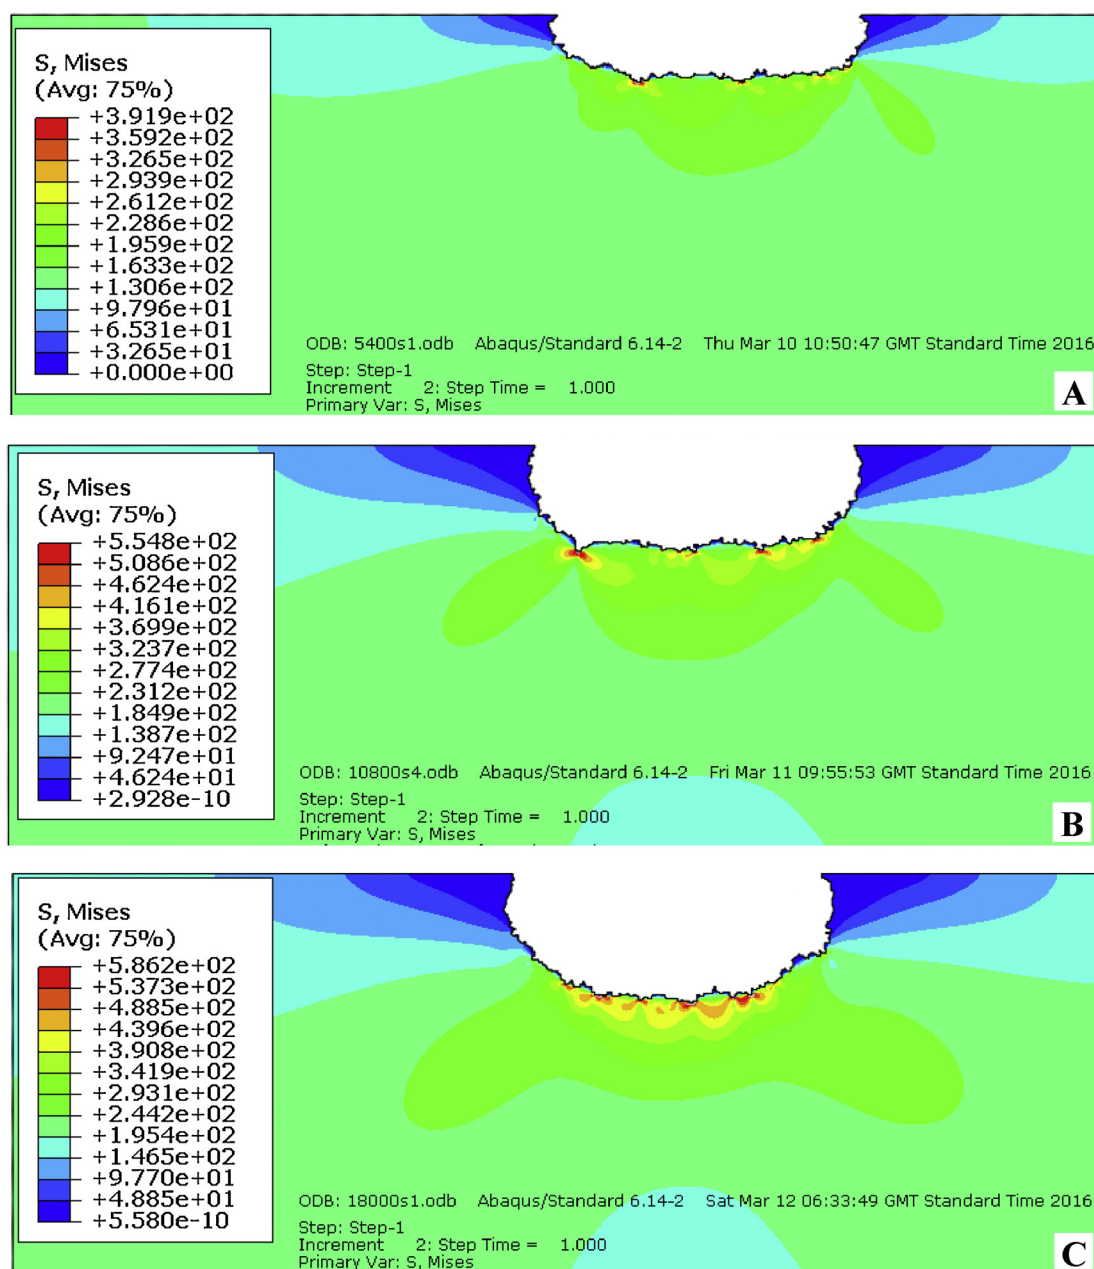 S, Mises
(Avg: 75%)
+3.919e+02
+3.592e+02
+3.265e+02
+2.939e+02
+2.612e+02
+2.286e+02
+1.959e+02
+1.633e+02
+1.306e+02
+9.796e+01
+6.531e+01
+3.265e+01
+0.000e+00
ODB: 5400s1.odb Abaqus/Standard 6.14-2 Thu Mar 10 10:50:47 GMT Standard Time 2016
Step: Step-1
Increment 2: Step Time = 1.000
Primary Var: S, Mises
A
S, Mises
(Avg: 75%)
+5.548e+02
+5.086e+02
+4.624e+02
+4.161e+02
+3.699e+02
+3.237e+02
+2.774e+02
+2.312e+02
+1.849e+02
+1.387e+02
+9.247e+01
+4.624e+01
+2.928e-10
ODB: 10800s4.odb Abaqus/Standard 6.14-2 Fri Mar 11 09:55:53 GMT Standard Time 2016
Step: Step-1
Increment 2: Step Time = 1.000
Primary Var: S, Mises
B
S, Mises
(Avg: 75%)
+5.862e+02
+5.373e+02
+4.885e+02
+4.396e+02
+3.908e+02
+3.419e+02
+2.931e+02
+2.442e+02
+1.954e+02
+1.465e+02
+9.770e+01
+4.885e+01
+5.580e-10
ODB: 18000s1.odb Abaqus/Standard 6.14-2 Sat Mar 12 06:33:49 GMT Standard Time 2016
Step: Step-1
Increment 2: Step Time = 1.000
Primary Var: S, Mises
C